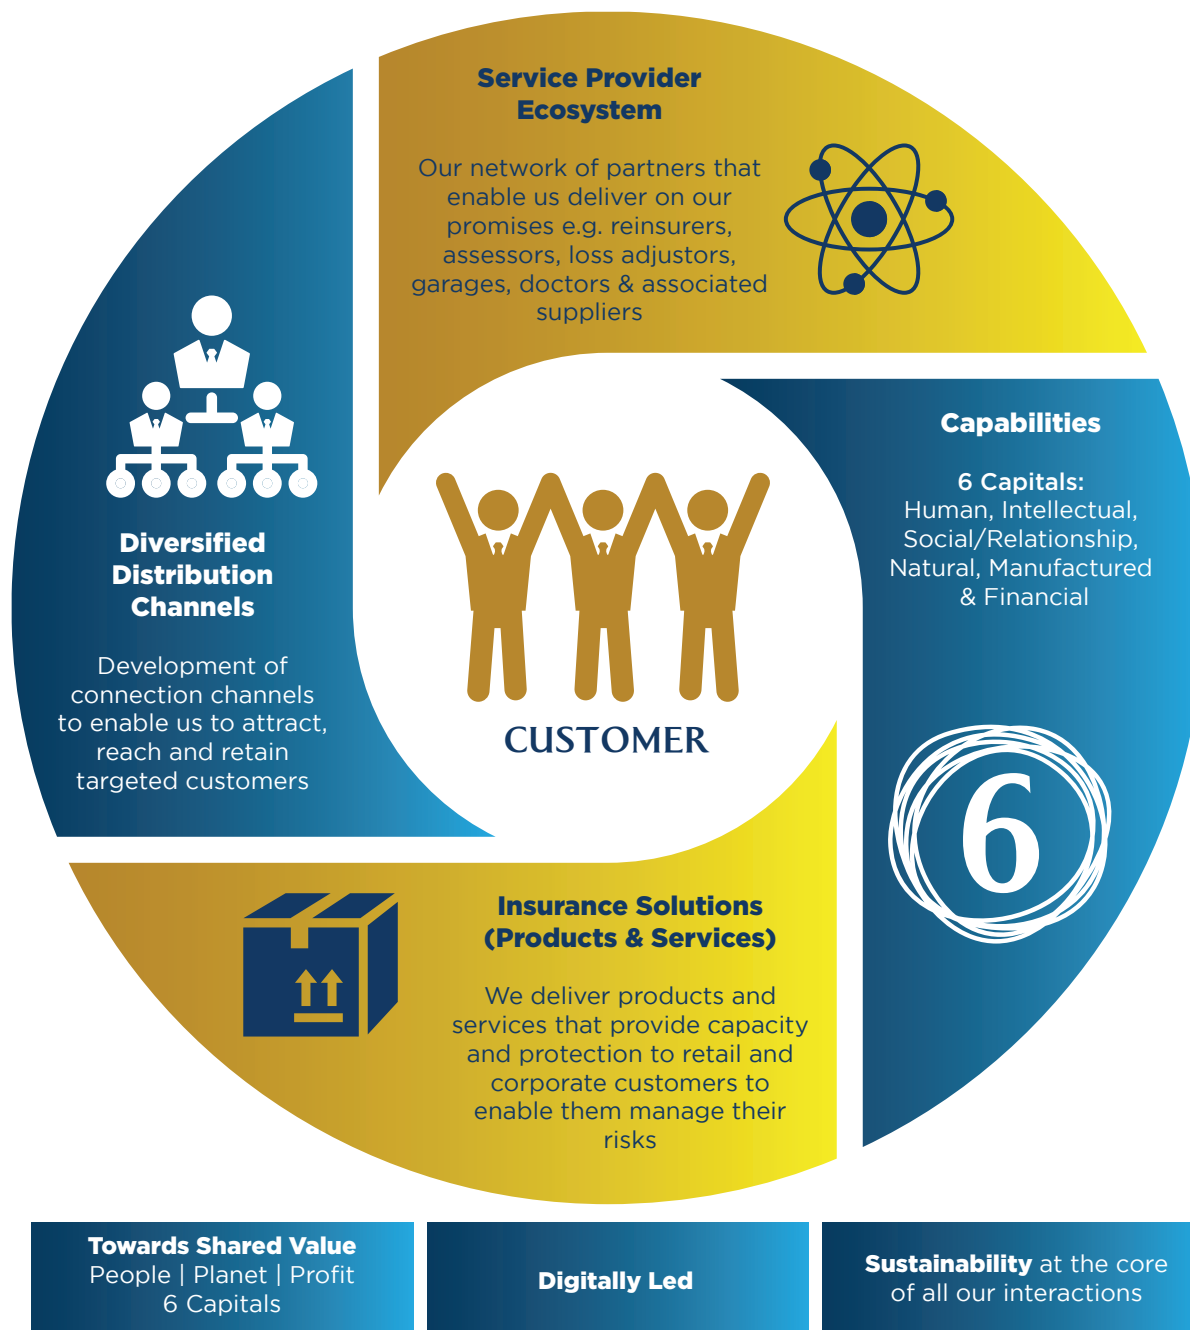 Service Provider
Ecosystem
Our network of partners that
enable us deliver on our
promises e.g. reinsurers,
assessors, loss adjustors,
garages, doctors & associated
suppliers
Capabilities
6 Capitals:
Human, Intellectual,
Social/Relationship,
Natural, Manufactured
& Financial
6
Diversified
Distribution
Channels
Development of
connection channels
to enable us to attract,
reach and retain
targeted customers
CUSTOMER
Insurance Solutions
(Products & Services)
We deliver products and
services that provide capacity
and protection to retail and
corporate customers to
enable them manage their
risks
Towards Shared Value
People | Planet | Profit
6 Capitals
Digitally Led
Sustainability at the core
of all our interactions